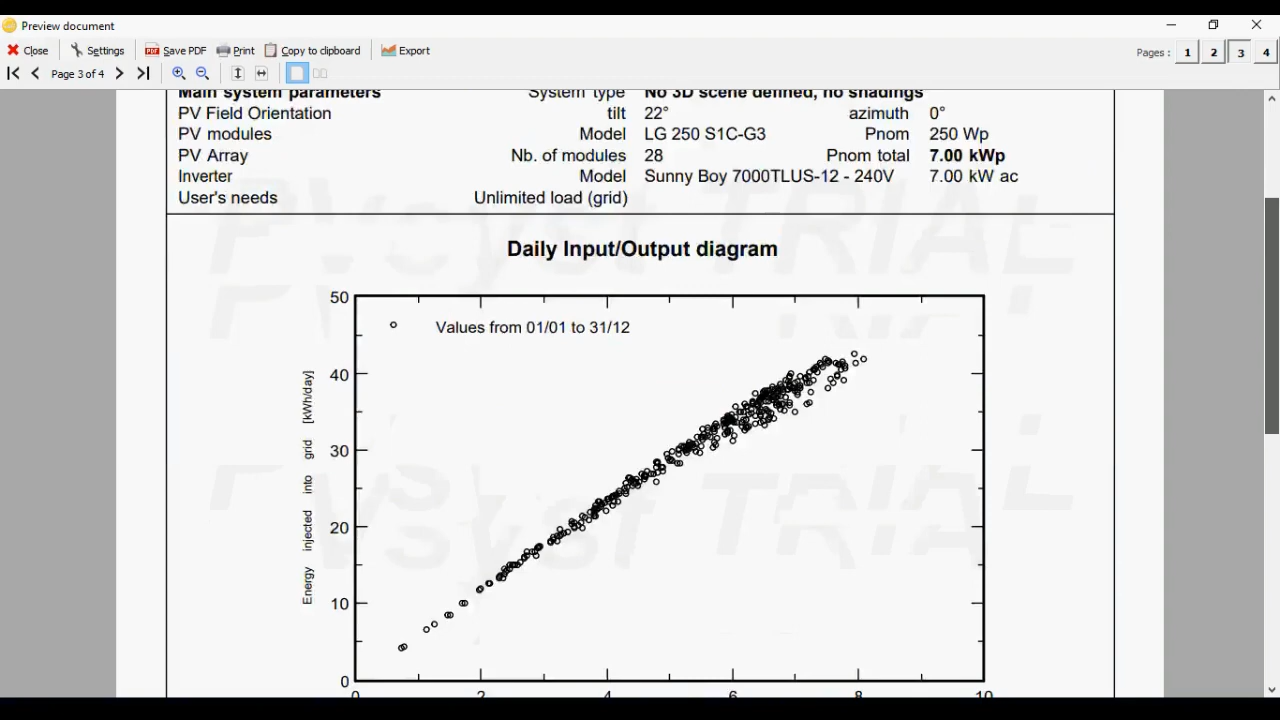 Preview document
Close Settings Save PDF Print Copy to clipboard Export Pages : 1 2 3 4
Page 3 of 4
Main system parameters System type No 3D scene defined, no shadings
PV Field Orientation tilt 22° azimuth 0°
PV modules Model LG 250 S1C-G3 Pnom 250 Wp
PV Array Nb. of modules 28 Pnom total 7.00 kWp
Inverter Model Sunny Boy 7000TLUS-12 - 240V 7.00 kW ac
User's needs Unlimited load (grid)
PVsyst TRIAL
Daily Input/Output diagram
50
Values from 01/01 to 31/12
40
30
20
10
0
Energy injected into grid [kWh/day]
PVsyst TRIAL
0 2 4 6 8 10